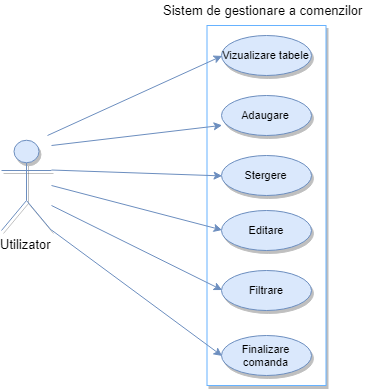 Sistem de gestionare a comenzilor
Vizualizare tabele
Adaugare
Stergere
Utilizator
Editare
Filtrare
Finalizare
comanda